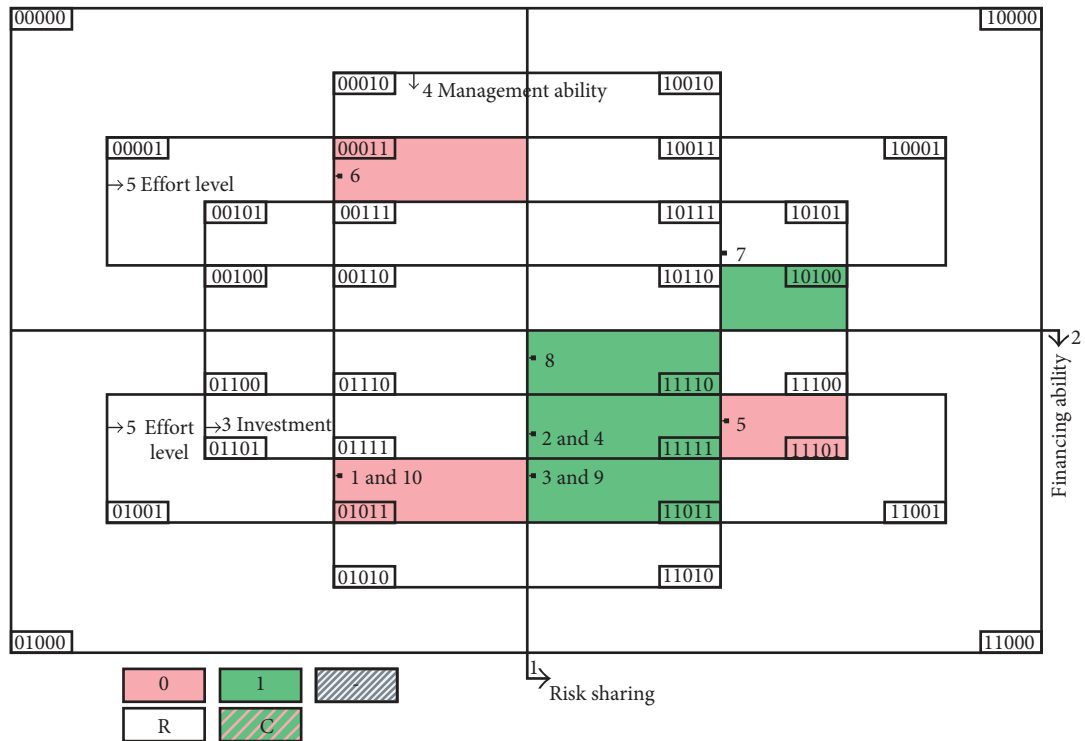 00000 10000
00010 10010
4 Management ability
00001 00011 10011 10001
6
5 Effort level
00101 00111 10111 10101
7
00100 00110 10110 10100
2
8
01100 01110 11110 11100
5 Effort level
3 Investment
2 and 4
5
01101 01111 11111 11101
1 and 10
3 and 9
01001 01011 11011 11001
01010 11010
01000 11000
Financing ability
1
Risk sharing
0 1 -
R C